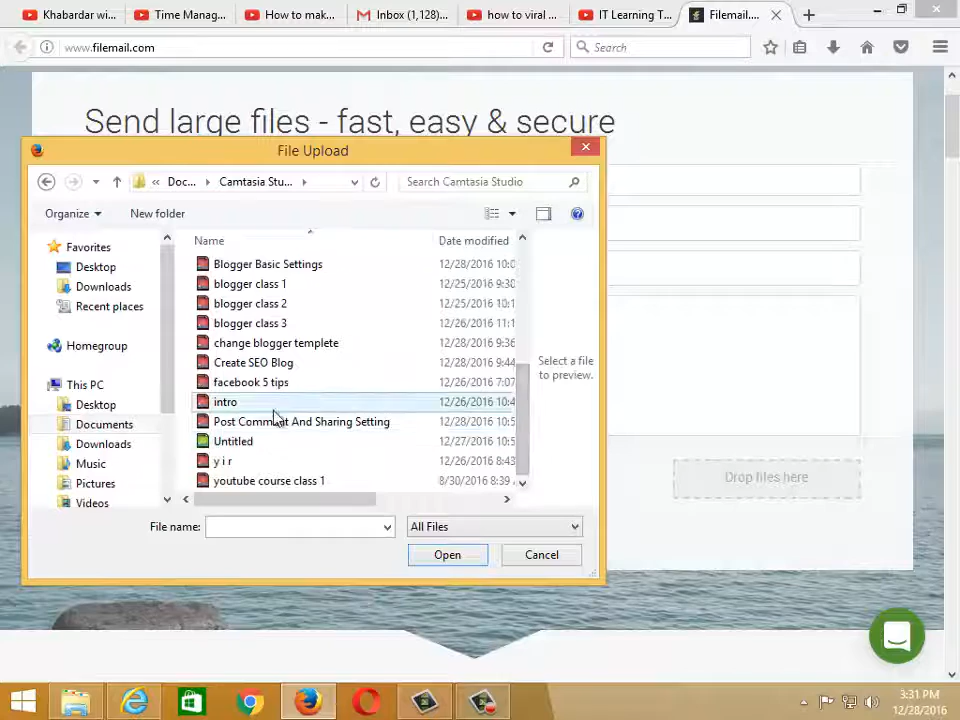 Khabardar wi...
Time Manag...
How to mak...
Inbox (1,128)...
how to viral ...
IT Learning T...
Filemail....
www.filemail.com
Search
Send large files - fast, easy & secure
File Upload
« Doc...
Camtasia Stu...
Search Camtasia Studio
Organize
New folder
Name
Date modified
Favorites
Desktop
Downloads
Recent places
Homegroup
This PC
Desktop
Documents
Downloads
Music
Pictures
Videos
Blogger Basic Settings 12/28/2016 10:0
blogger class 1 12/25/2016 9:30
blogger class 2 12/25/2016 10:1
blogger class 3 12/26/2016 11:1
change blogger templete 12/28/2016 9:36
Create SEO Blog 12/28/2016 9:44
facebook 5 tips 12/26/2016 7:07
intro 12/26/2016 10:4
Post Comment And Sharing Setting 12/28/2016 10:5
Untitled 12/27/2016 10:5
y i r 12/26/2016 8:43
youtube course class 1 8/30/2016 8:39
Select a file
to preview.
File name:
All Files
Open
Cancel
Drop files here
3:31 PM
12/28/2016